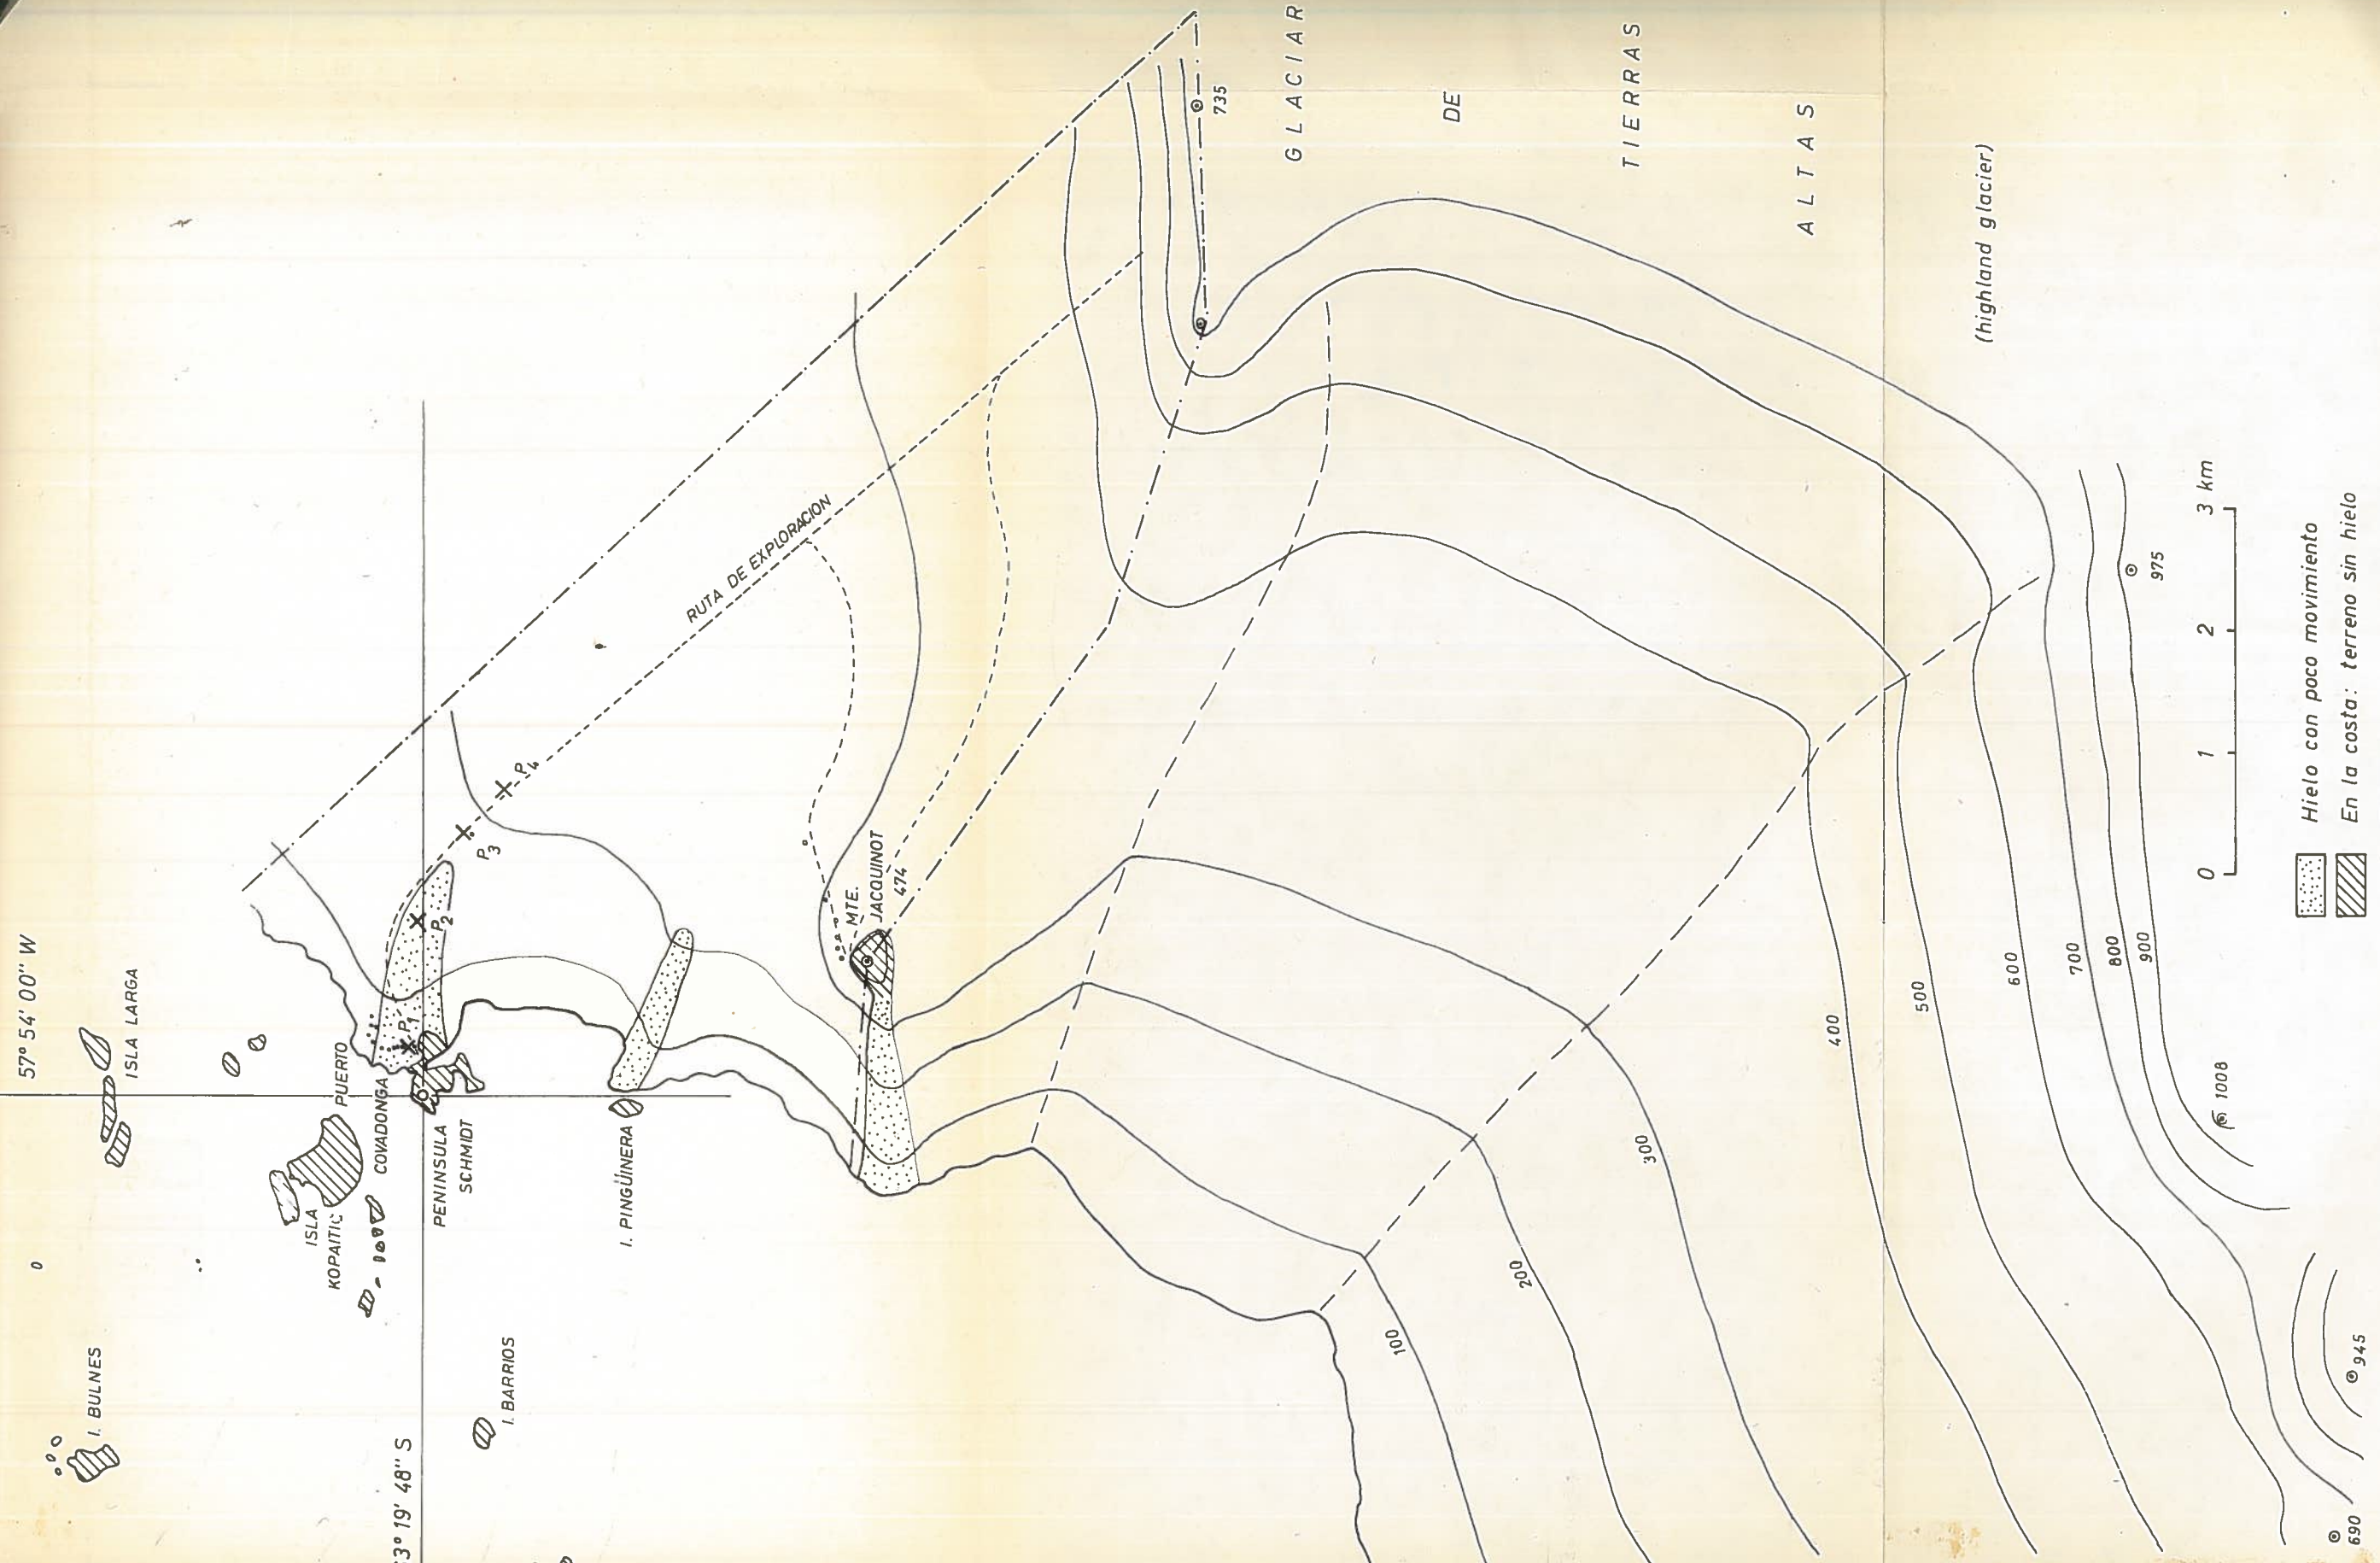 57° 54' 00" W
ISLA LARGA
I. BULNES
ISLA
KOPAITIC
PUERTO
COVADONGA
PENINSULA
SCHMIDT
3° 19' 48" S
I. BARRIOS
I. PINGÜINERA
P1
P2
P3
P4
RUTA DE EXPLORACION
MTE.
JACQUINOT
474
735
GLACIAR
DE
TIERRAS
ALTAS
(highland glacier)
100
200
300
400
500
600
700
800
900
975
1008
945
690
0 1 2 3 km
Hielo con poco movimiento
En la costa: terreno sin hielo